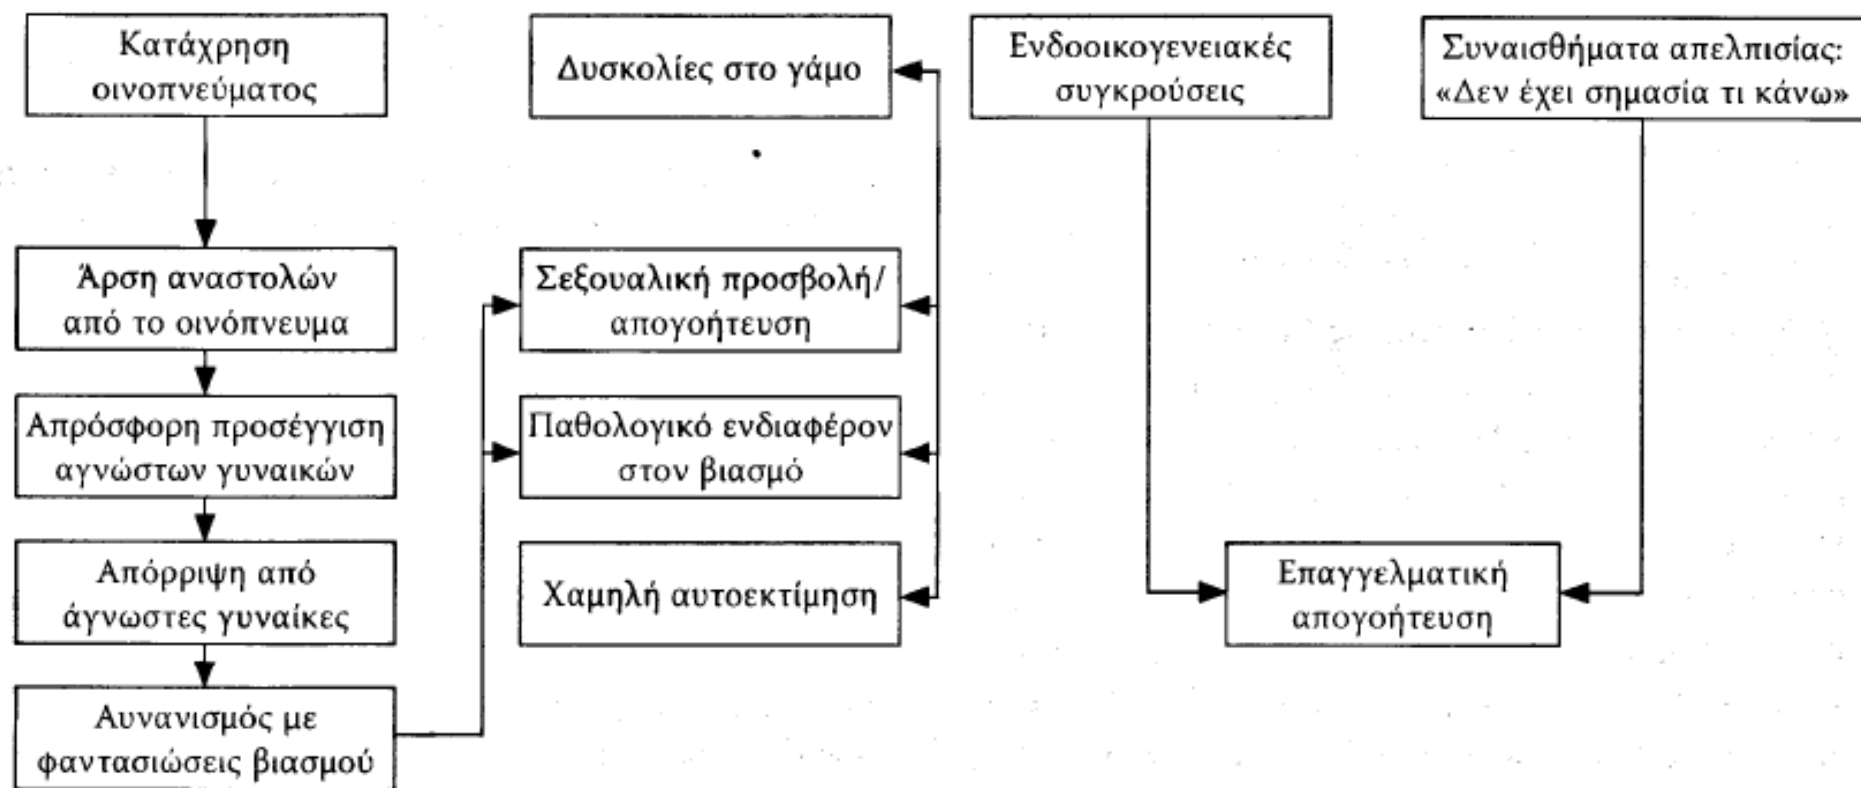 Κατάχρηση
οινοπνεύματος
Δυσκολίες στο γάμο
Ενδοοικογενειακές
συγκρούσεις
Συναισθήματα απελπισίας:
«Δεν έχει σημασία τι κάνω»
Άρση αναστολών
από το οινόπνευμα
Σεξουαλική προσβολή/
απογοήτευση
Απρόσφορη προσέγγιση
αγνώστων γυναικών
Παθολογικό ενδιαφέρον
στον βιασμό
Απόρριψη από
άγνωστες γυναίκες
Χαμηλή αυτοεκτίμηση
Επαγγελματική
απογοήτευση
Αυνανισμός με
φαντασιώσεις βιασμού